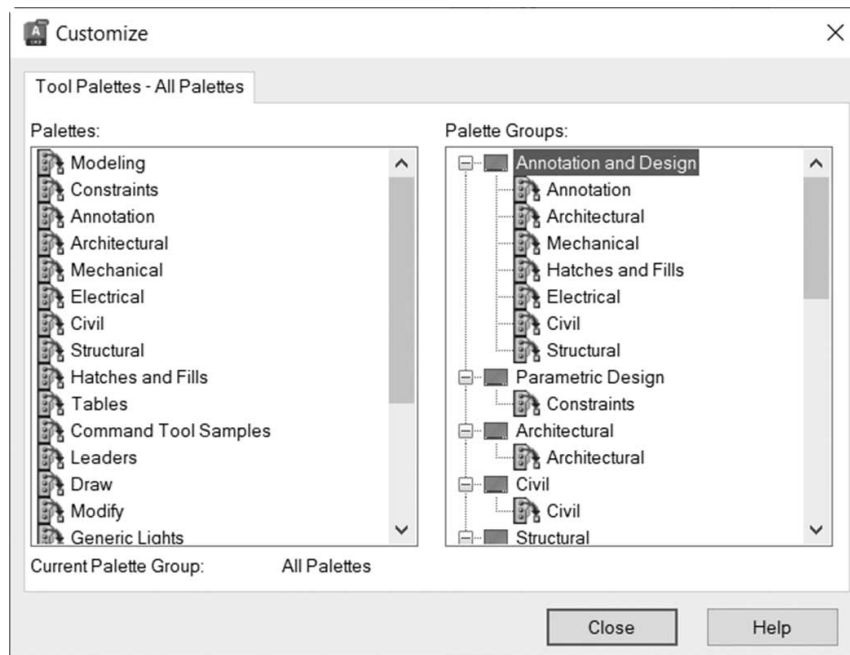 Customize
Tool Palettes - All Palettes
Palettes:
Modeling
Constraints
Annotation
Architectural
Mechanical
Electrical
Civil
Structural
Hatches and Fills
Tables
Command Tool Samples
Leaders
Draw
Modify
Generic Lights
Palette Groups:
Annotation and Design
Annotation
Architectural
Mechanical
Hatches and Fills
Electrical
Civil
Structural
Parametric Design
Constraints
Architectural
Architectural
Civil
Civil
Structural
Current Palette Group: All Palettes
Close
Help